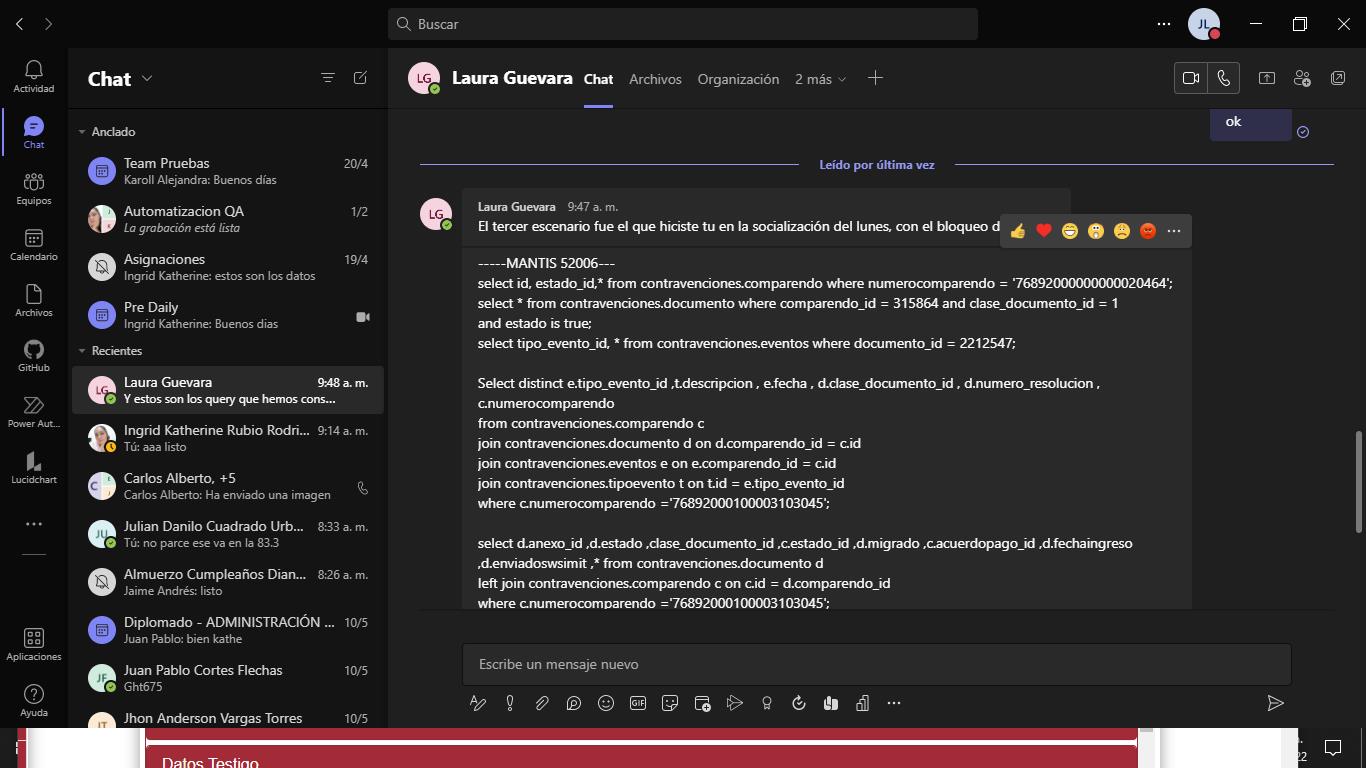 Buscar
JL
Actividad
Chat
Equipos
Calendario
Archivos
GitHub
Power Aut...
Lucidchart
Aplicaciones
Ayuda
Chat
Anclado
Team Pruebas 20/4
Karoll Alejandra: Buenos días
Automatizacion QA 1/2
La grabación está lista
Asignaciones 19/4
Ingrid Katherine: estos son los datos
Pre Daily
Ingrid Katherine: Buenos dias
Recientes
LG Laura Guevara 9:48 a. m.
Y estos son los query que hemos cons...
Ingrid Katherine Rubio Rodri... 9:14 a. m.
Tú: aaa listo
Carlos Alberto, +5
Carlos Alberto: Ha enviado una imagen
JU Julian Danilo Cuadrado Urb... 8:33 a. m.
Tú: no parce ese va en la 83.3
Almuerzo Cumpleaños Dian... 8:26 a. m.
Jaime Andrés: listo
Diplomado - ADMINISTRACIÓN ... 10/5
Juan Pablo: bien kathe
JF Juan Pablo Cortes Flechas 10/5
Ght675
JT Jhon Anderson Vargas Torres 10/5
LG Laura Guevara Chat Archivos Organización 2 más
ok
Leído por última vez
LG Laura Guevara 9:47 a. m.
El tercer escenario fue el que hiciste tu en la socialización del lunes, con el bloqueo d
-----MANTIS 52006---
select id, estado_id,* from contravenciones.comparendo where numerocomparendo = '76892000000000020464';
select * from contravenciones.documento where comparendo_id = 315864 and clase_documento_id = 1
and estado is true;
select tipo_evento_id, * from contravenciones.eventos where documento_id = 2212547;
Select distinct e.tipo_evento_id ,t.descripcion , e.fecha , d.clase_documento_id , d.numero_resolucion ,
c.numerocomparendo
from contravenciones.comparendo c
join contravenciones.documento d on d.comparendo_id = c.id
join contravenciones.eventos e on e.comparendo_id = c.id
join contravenciones.tipoevento t on t.id = e.tipo_evento_id
where c.numerocomparendo ='76892000100003103045';
select d.anexo_id ,d.estado ,clase_documento_id ,c.estado_id ,d.migrado ,c.acuerdopago_id ,d.fechaingreso
,d.enviadoswsimit ,* from contravenciones.documento d
left join contravenciones.comparendo c on c.id = d.comparendo_id
where c.numerocomparendo ='76892000100003103045';
Escribe un mensaje nuevo
GIF
Datos Testigo
22